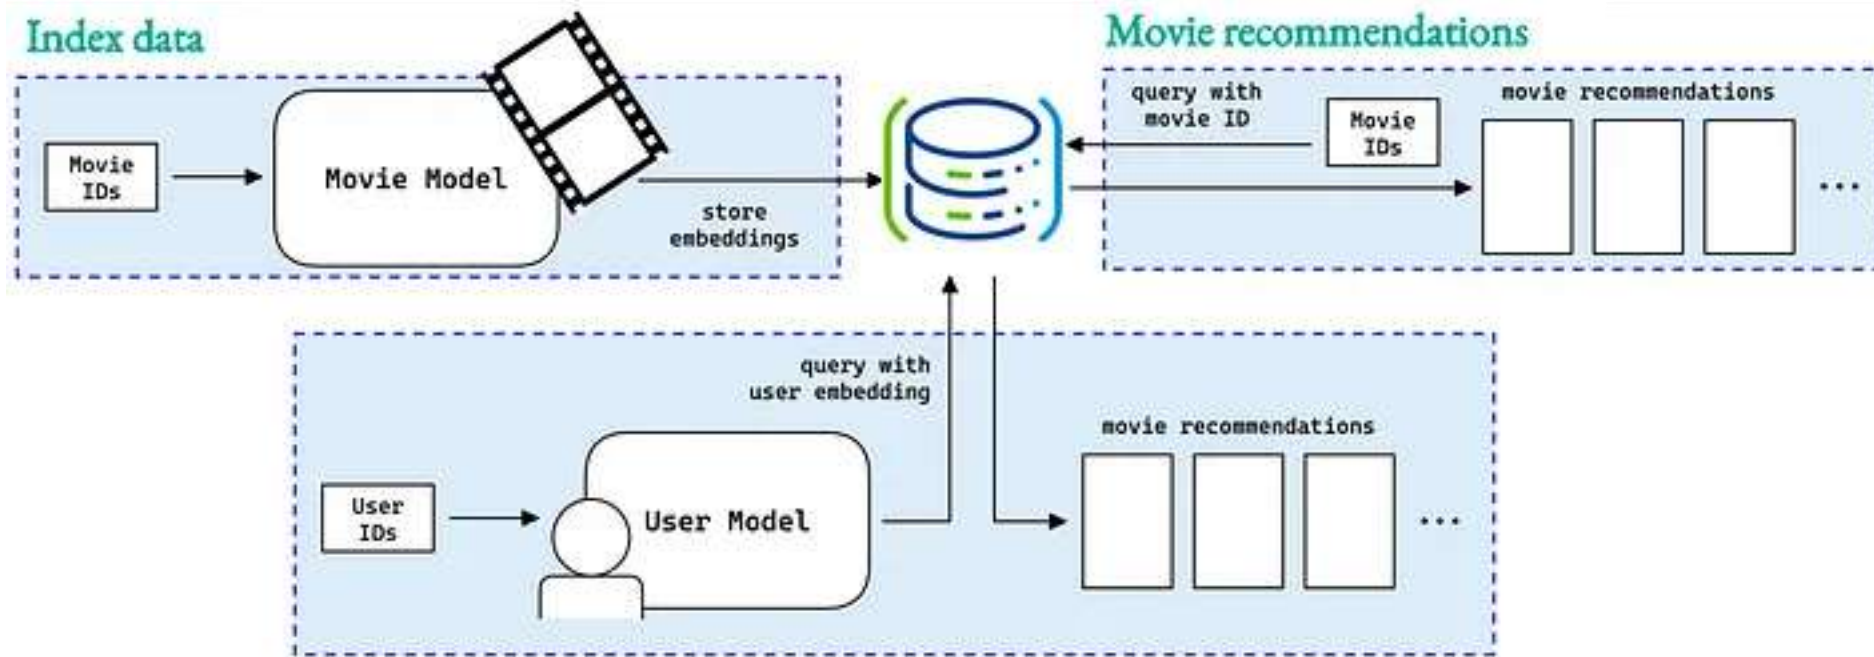 Index data
Movie
IDs
Movie Model
store
embeddings
Movie recommendations
query with
movie ID
Movie
IDs
movie recommendations
...
query with
user embedding
User
IDs
User Model
movie recommendations
...